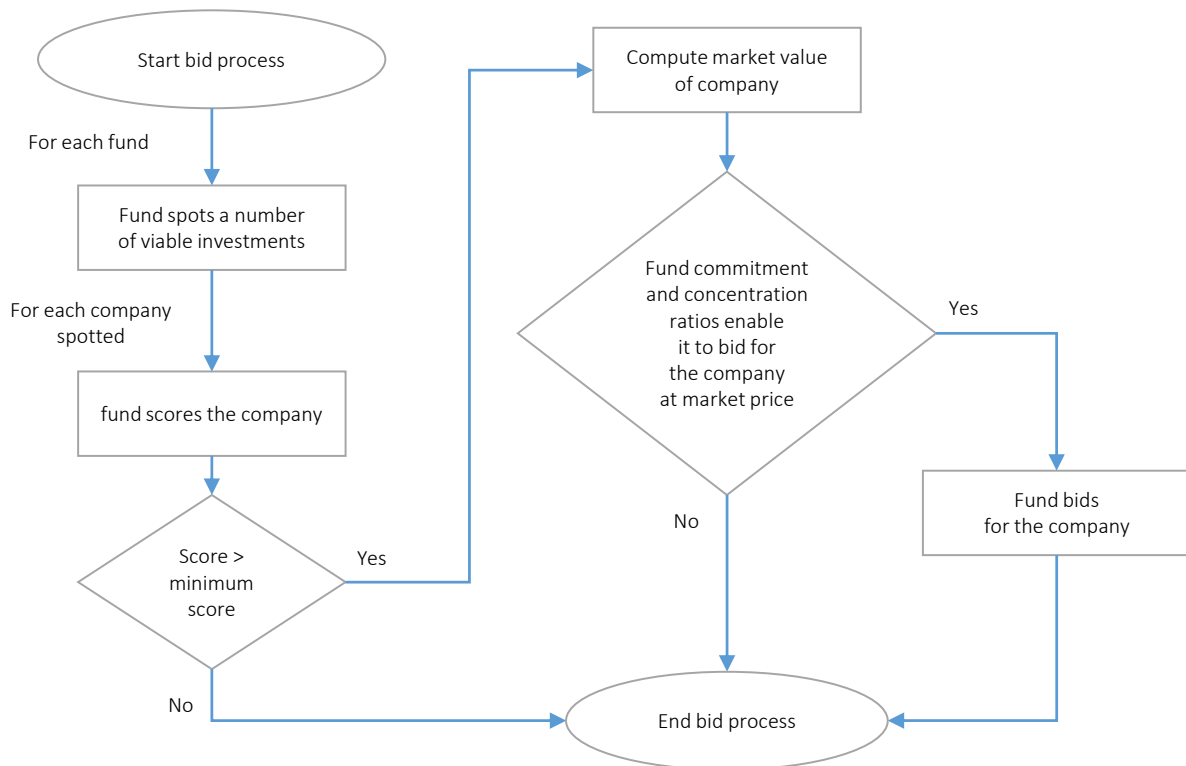 Start bid process
For each fund
Fund spots a number
of viable investments
For each company
spotted
fund scores the company
Score >
minimum
score
Yes
No
Compute market value
of company
Fund commitment
and concentration
ratios enable
it to bid for
the company
at market price
Yes
No
Fund bids
for the company
End bid process